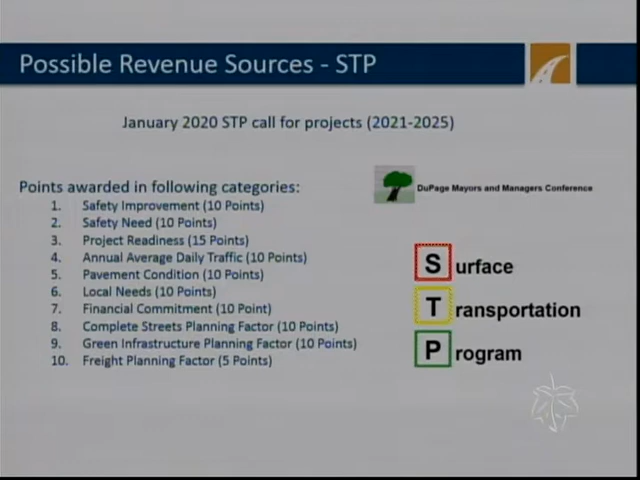 Possible Revenue Sources - STP
January 2020 STP call for projects (2021-2025)
Points awarded in following categories:
1. Safety Improvement (10 Points)
2. Safety Need (10 Points)
3. Project Readiness (15 Points)
4. Annual Average Daily Traffic (10 Points)
5. Pavement Condition (10 Points)
6. Local Needs (10 Points)
7. Financial Commitment (10 Point)
8. Complete Streets Planning Factor (10 Points)
9. Green Infrastructure Planning Factor (10 Points)
10. Freight Planning Factor (5 Points)
DuPage Mayors and Managers Conference
Surface
Transportation
Program